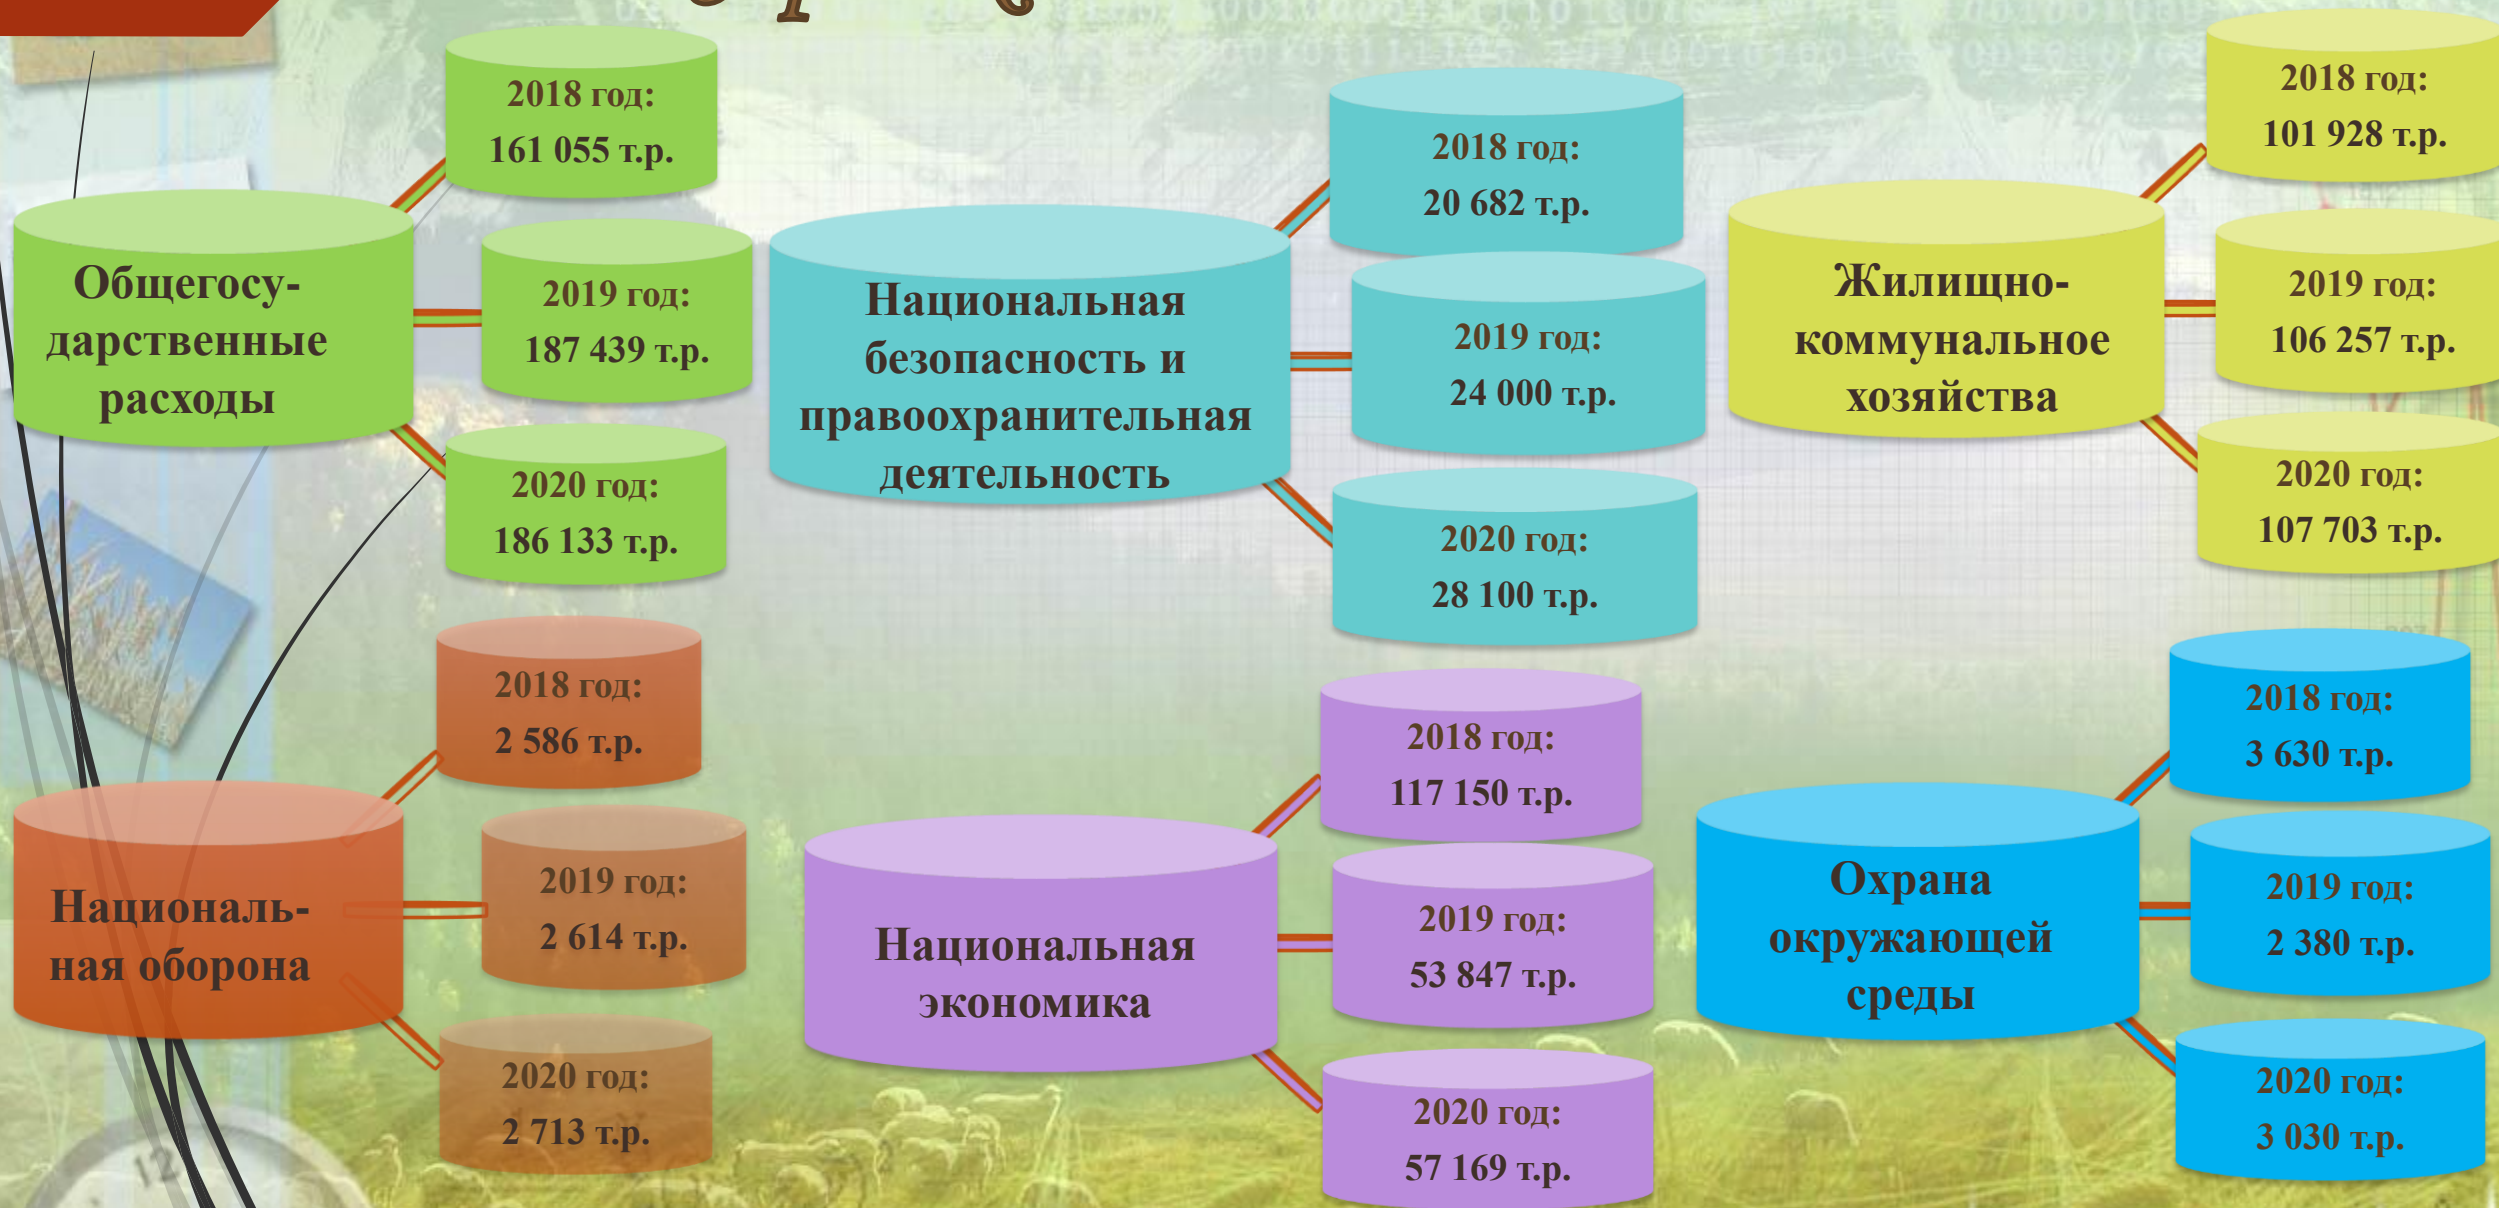 Общегосу-
дарственные
расходы
2018 год:
161 055 т.р.
2019 год:
187 439 т.р.
2020 год:
186 133 т.р.
Национальная
безопасность и
правоохранительная
деятельность
2018 год:
20 682 т.р.
2019 год:
24 000 т.р.
2020 год:
28 100 т.р.
Жилищно-
коммунальное
хозяйства
2018 год:
101 928 т.р.
2019 год:
106 257 т.р.
2020 год:
107 703 т.р.
Националь-
ная оборона
2018 год:
2 586 т.р.
2019 год:
2 614 т.р.
2020 год:
2 713 т.р.
Национальная
экономика
2018 год:
117 150 т.р.
2019 год:
53 847 т.р.
2020 год:
57 169 т.р.
Охрана
окружающей
среды
2018 год:
3 630 т.р.
2019 год:
2 380 т.р.
2020 год:
3 030 т.р.
12